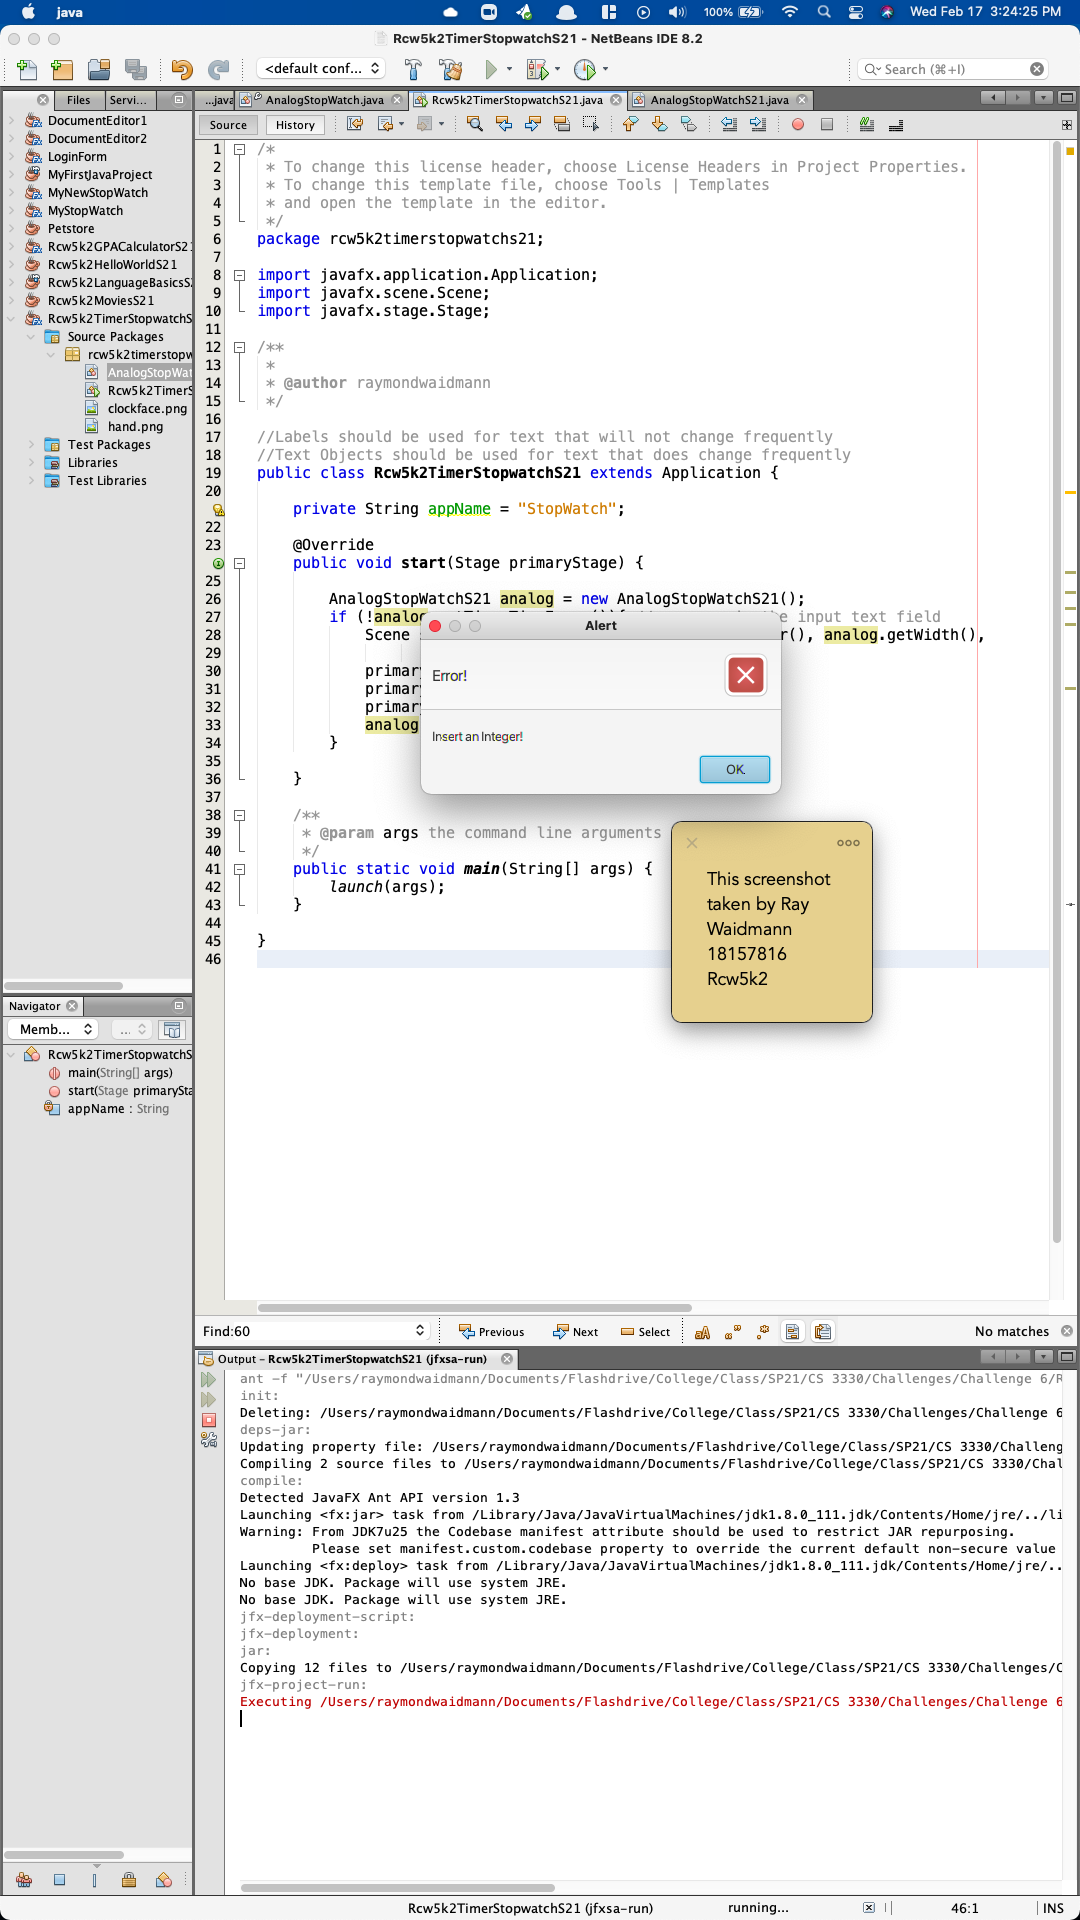 java
100%
Wed Feb 17 3:24:25 PM
Rcw5k2TimerStopwatchS21 - NetBeans IDE 8.2
<default conf...
Search (⌘+I)
Files
Servi...
...java
AnalogStopWatch.java
Rcw5k2TimerStopwatchS21.java
AnalogStopWatchS21.java
DocumentEditor1
DocumentEditor2
LoginForm
MyFirstJavaProject
MyNewStopWatch
MyStopWatch
Petstore
Rcw5k2GPACalculatorS21
Rcw5k2HelloWorldS21
Rcw5k2LanguageBasicsS2
Rcw5k2MoviesS21
Rcw5k2TimerStopwatchS
Source Packages
rcw5k2timerstopw
AnalogStopWat
Rcw5k2TimerS
clockface.png
hand.png
Test Packages
Libraries
Test Libraries
Source
History
1 /*
2 * To change this license header, choose License Headers in Project Properties.
3 * To change this template file, choose Tools | Templates
4 * and open the template in the editor.
5 */
6 package rcw5k2timerstopwatchs21;
7
8 import javafx.application.Application;
9 import javafx.scene.Scene;
10 import javafx.stage.Stage;
11
12 /**
13 *
14 * @author raymondwaidmann
15 */
16
17 //Labels should be used for text that will not change frequently
18 //Text Objects should be used for text that does change frequently
19 public class Rcw5k2TimerStopwatchS21 extends Application {
20
private String appName = "StopWatch";
22
23 @Override
public void start(Stage primaryStage) {
25
26 AnalogStopWatchS21 analog = new AnalogStopWatchS21();
27 if (!analog e input text field
28 Scene r(), analog.getWidth(),
29
30 primar
31 primar
32 primar
33 analog
34 }
35
36 }
37
38 /**
39 * @param args the command line arguments
40 */
41 public static void main(String[] args) {
42 launch(args);
43 }
44
45 }
46
Alert
Error!
Insert an Integer!
OK
This screenshot
taken by Ray
Waidmann
18157816
Rcw5k2
Navigator
Memb...
...
Rcw5k2TimerStopwatchS
main(String[] args)
start(Stage primarySta
appName : String
Find:60
Previous
Next
Select
No matches
Output - Rcw5k2TimerStopwatchS21 (jfxsa-run)
ant -f "/Users/raymondwaidmann/Documents/Flashdrive/College/Class/SP21/CS 3330/Challenges/Challenge 6/R
init:
Deleting: /Users/raymondwaidmann/Documents/Flashdrive/College/Class/SP21/CS 3330/Challenges/Challenge 6
deps-jar:
Updating property file: /Users/raymondwaidmann/Documents/Flashdrive/College/Class/SP21/CS 3330/Challeng
Compiling 2 source files to /Users/raymondwaidmann/Documents/Flashdrive/College/Class/SP21/CS 3330/Chal
compile:
Detected JavaFX Ant API version 1.3
Launching <fx:jar> task from /Library/Java/JavaVirtualMachines/jdk1.8.0_111.jdk/Contents/Home/jre/../li
Warning: From JDK7u25 the Codebase manifest attribute should be used to restrict JAR repurposing.
Please set manifest.custom.codebase property to override the current default non-secure value
Launching <fx:deploy> task from /Library/Java/JavaVirtualMachines/jdk1.8.0_111.jdk/Contents/Home/jre/..
No base JDK. Package will use system JRE.
No base JDK. Package will use system JRE.
jfx-deployment-script:
jfx-deployment:
jar:
Copying 12 files to /Users/raymondwaidmann/Documents/Flashdrive/College/Class/SP21/CS 3330/Challenges/C
jfx-project-run:
Executing /Users/raymondwaidmann/Documents/Flashdrive/College/Class/SP21/CS 3330/Challenges/Challenge 6
Rcw5k2TimerStopwatchS21 (jfxsa-run)
running...
46:1
INS